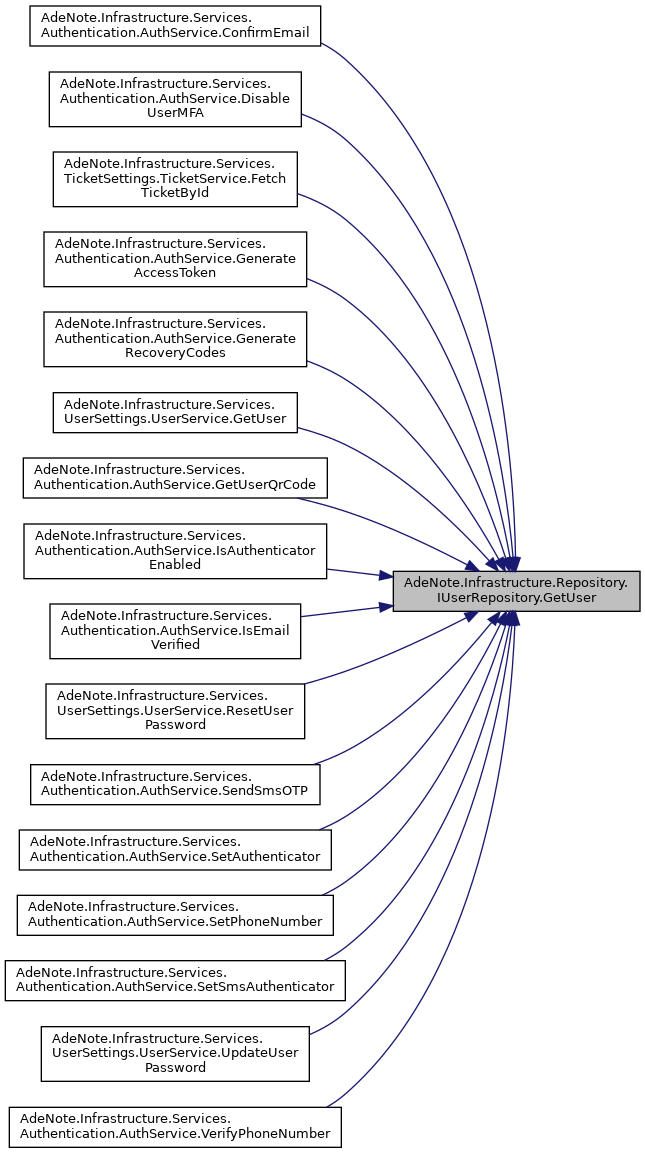 AdeNote.Infrastructure.Services.
Authentication.AuthService.ConfirmEmail
AdeNote.Infrastructure.Services.
Authentication.AuthService.Disable
UserMFA
AdeNote.Infrastructure.Services.
TicketSettings.TicketService.Fetch
TicketById
AdeNote.Infrastructure.Services.
Authentication.AuthService.Generate
AccessToken
AdeNote.Infrastructure.Services.
Authentication.AuthService.Generate
RecoveryCodes
AdeNote.Infrastructure.Services.
UserSettings.UserService.GetUser
AdeNote.Infrastructure.Services.
Authentication.AuthService.GetUserQrCode
AdeNote.Infrastructure.Services.
Authentication.AuthService.IsAuthenticator
Enabled
AdeNote.Infrastructure.Repository.
IUserRepository.GetUser
AdeNote.Infrastructure.Services.
Authentication.AuthService.IsEmail
Verified
AdeNote.Infrastructure.Services.
UserSettings.UserService.ResetUser
Password
AdeNote.Infrastructure.Services.
Authentication.AuthService.SendSmsOTP
AdeNote.Infrastructure.Services.
Authentication.AuthService.SetAuthenticator
AdeNote.Infrastructure.Services.
Authentication.AuthService.SetPhoneNumber
AdeNote.Infrastructure.Services.
Authentication.AuthService.SetSmsAuthenticator
AdeNote.Infrastructure.Services.
UserSettings.UserService.UpdateUser
Password
AdeNote.Infrastructure.Services.
Authentication.AuthService.VerifyPhoneNumber